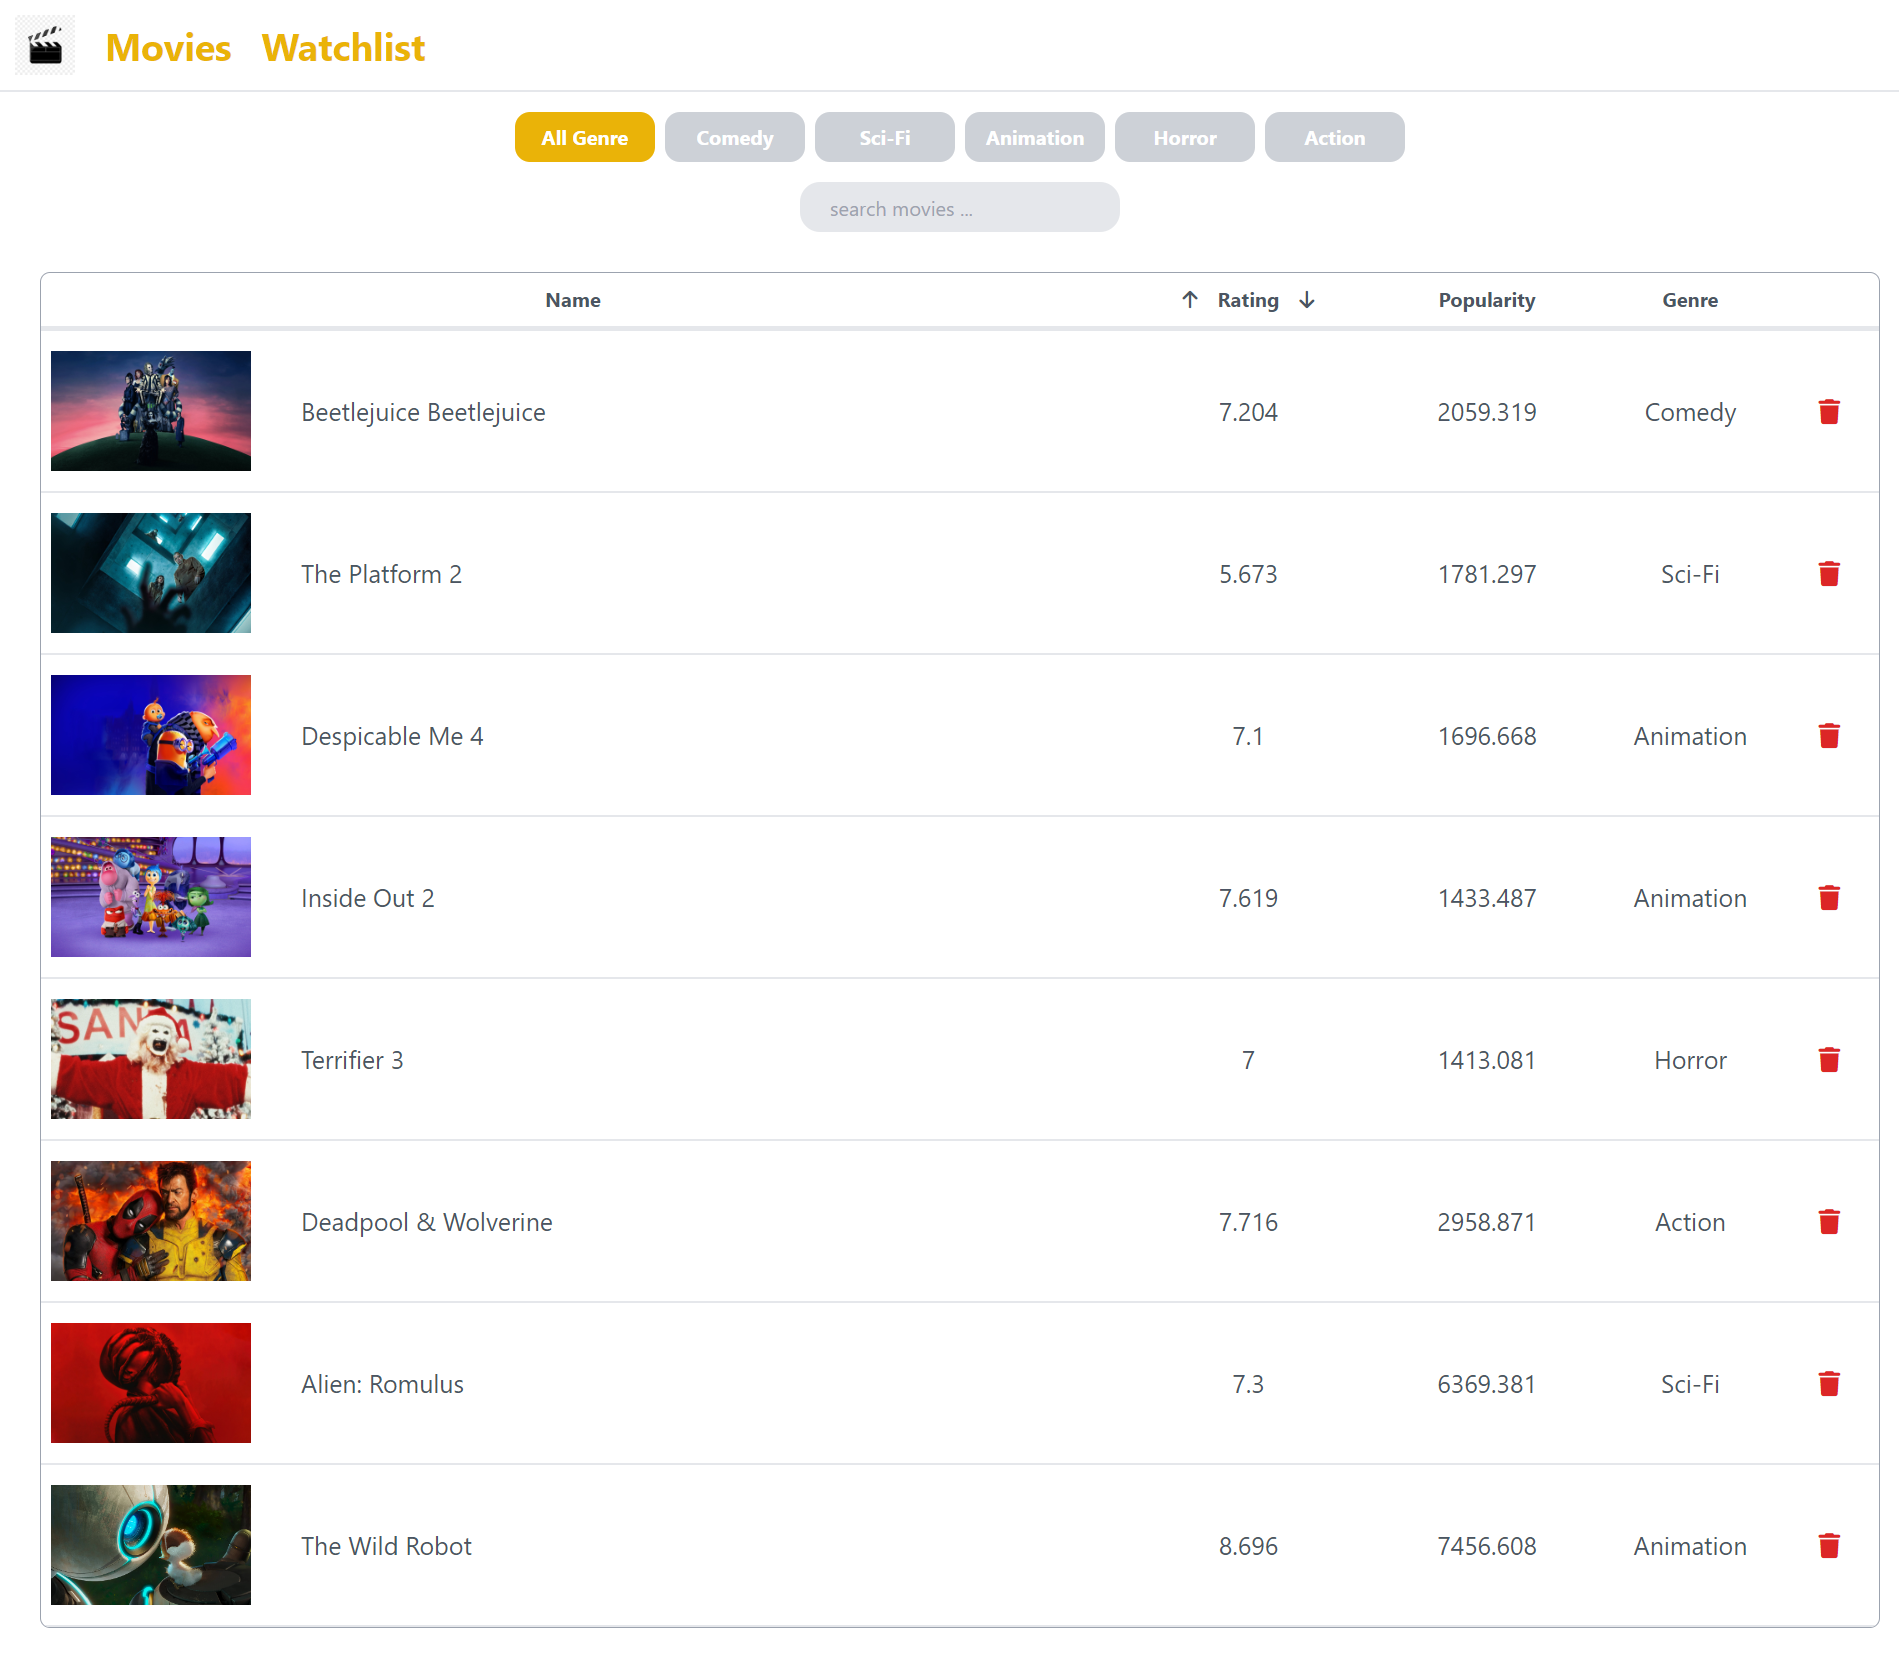 Movies Watchlist
All Genre Comedy Sci-Fi Animation Horror Action
search movies ...
Name Rating Popularity Genre
Beetlejuice Beetlejuice 7.204 2059.319 Comedy
The Platform 2 5.673 1781.297 Sci-Fi
Despicable Me 4 7.1 1696.668 Animation
Inside Out 2 7.619 1433.487 Animation
SAN
Terrifier 3 7 1413.081 Horror
Deadpool & Wolverine 7.716 2958.871 Action
Alien: Romulus 7.3 6369.381 Sci-Fi
The Wild Robot 8.696 7456.608 Animation